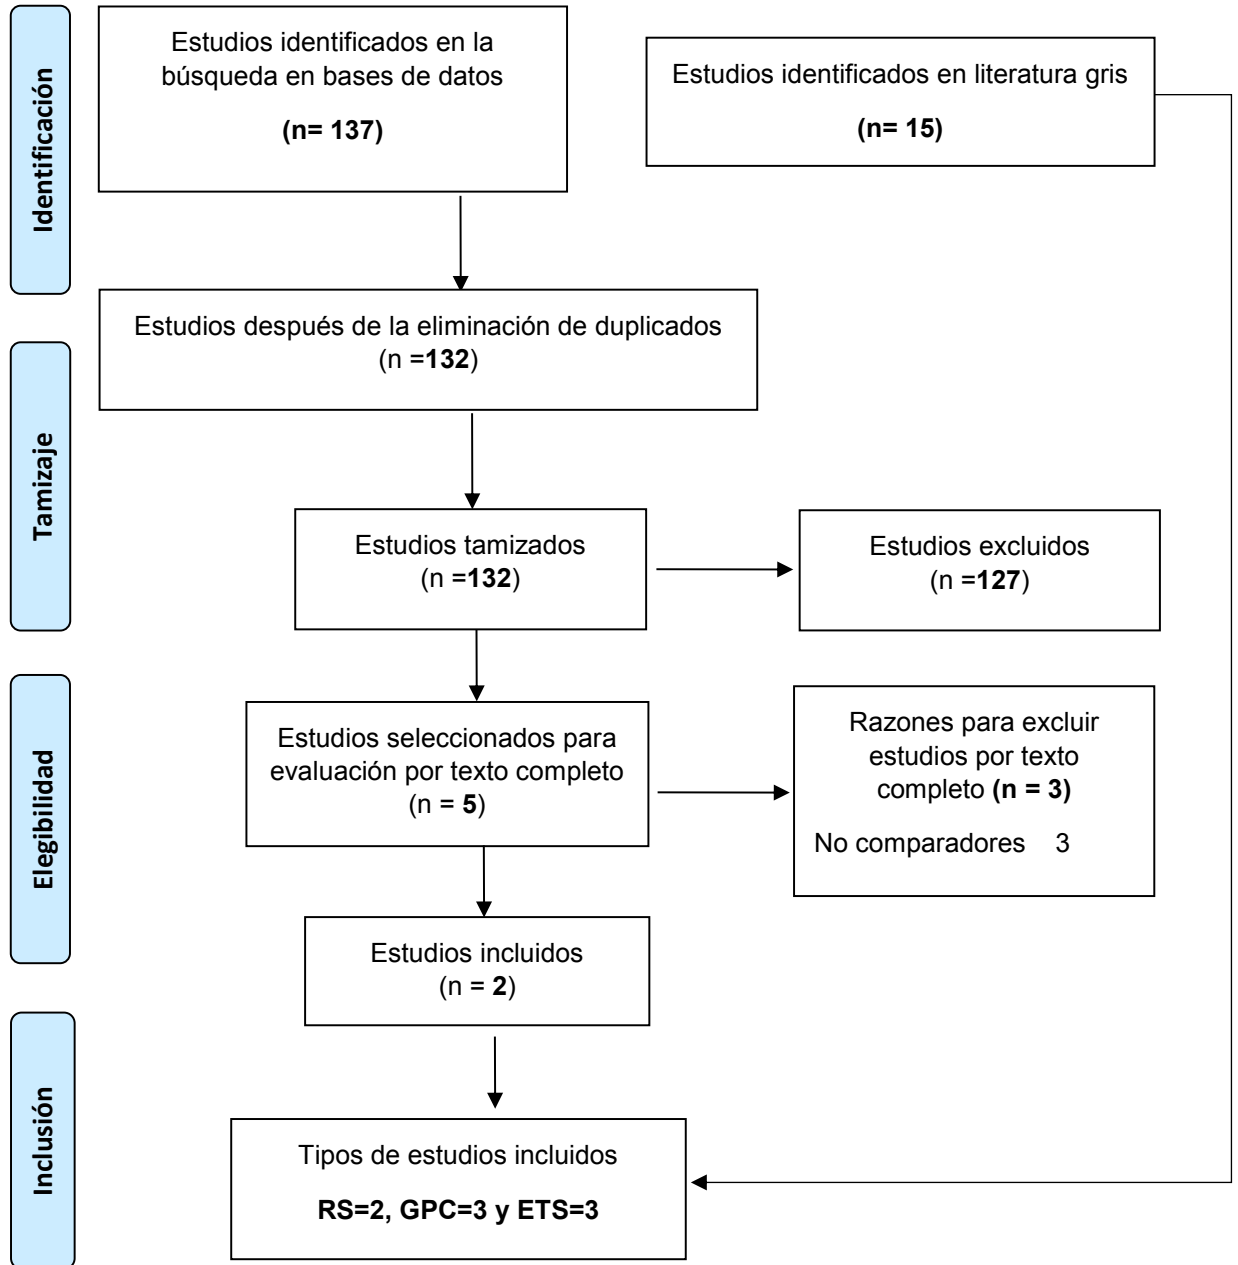 Identificación
Estudios identificados en la
búsqueda en bases de datos
(n= 137)
Estudios identificados en literatura gris
(n= 15)
Estudios después de la eliminación de duplicados
(n =132)
Tamizaje
Estudios tamizados
(n =132)
Estudios excluidos
(n =127)
Elegibilidad
Estudios seleccionados para
evaluación por texto completo
(n = 5)
Razones para excluir
estudios por texto
completo (n = 3)
No comparadores 3
Estudios incluidos
(n = 2)
Inclusión
Tipos de estudios incluidos
RS=2, GPC=3 y ETS=3